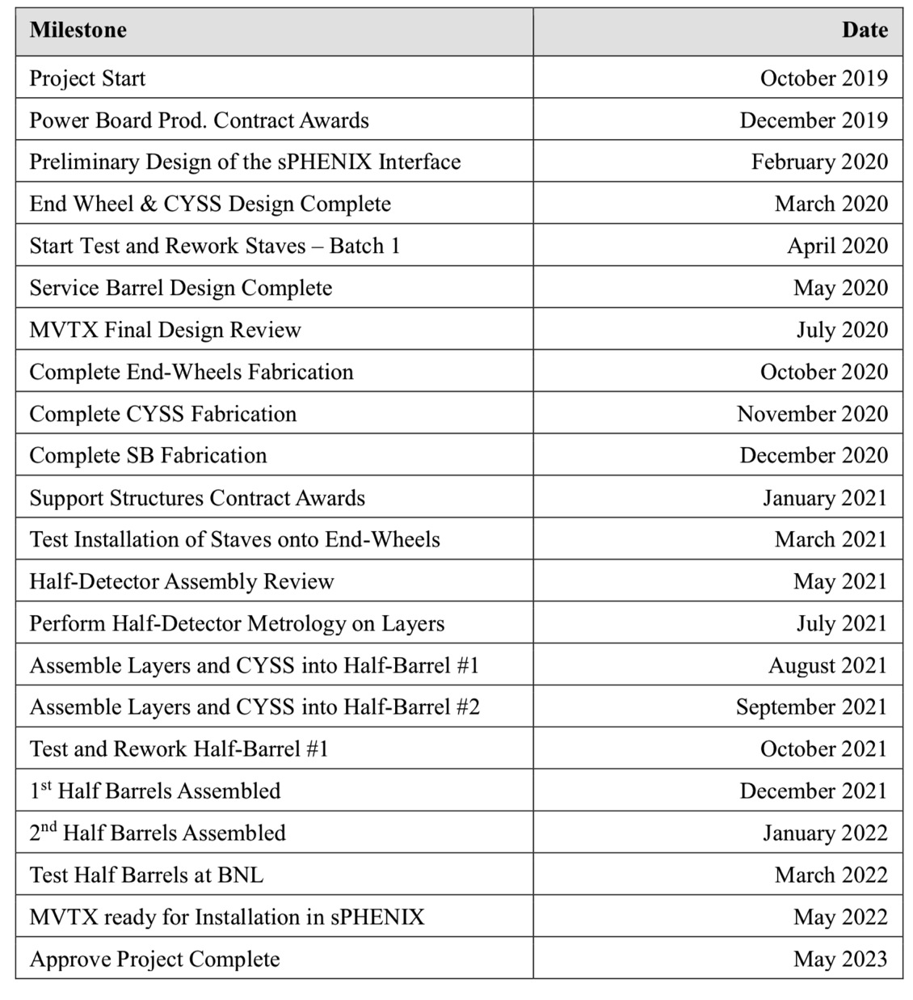 Milestone Date
Project Start October 2019
Power Board Prod. Contract Awards December 2019
Preliminary Design of the sPHENIX Interface February 2020
End Wheel & CYSS Design Complete March 2020
Start Test and Rework Staves – Batch 1 April 2020
Service Barrel Design Complete May 2020
MVTX Final Design Review July 2020
Complete End-Wheels Fabrication October 2020
Complete CYSS Fabrication November 2020
Complete SB Fabrication December 2020
Support Structures Contract Awards January 2021
Test Installation of Staves onto End-Wheels March 2021
Half-Detector Assembly Review May 2021
Perform Half-Detector Metrology on Layers July 2021
Assemble Layers and CYSS into Half-Barrel #1 August 2021
Assemble Layers and CYSS into Half-Barrel #2 September 2021
Test and Rework Half-Barrel #1 October 2021
1st Half Barrels Assembled December 2021
2nd Half Barrels Assembled January 2022
Test Half Barrels at BNL March 2022
MVTX ready for Installation in sPHENIX May 2022
Approve Project Complete May 2023